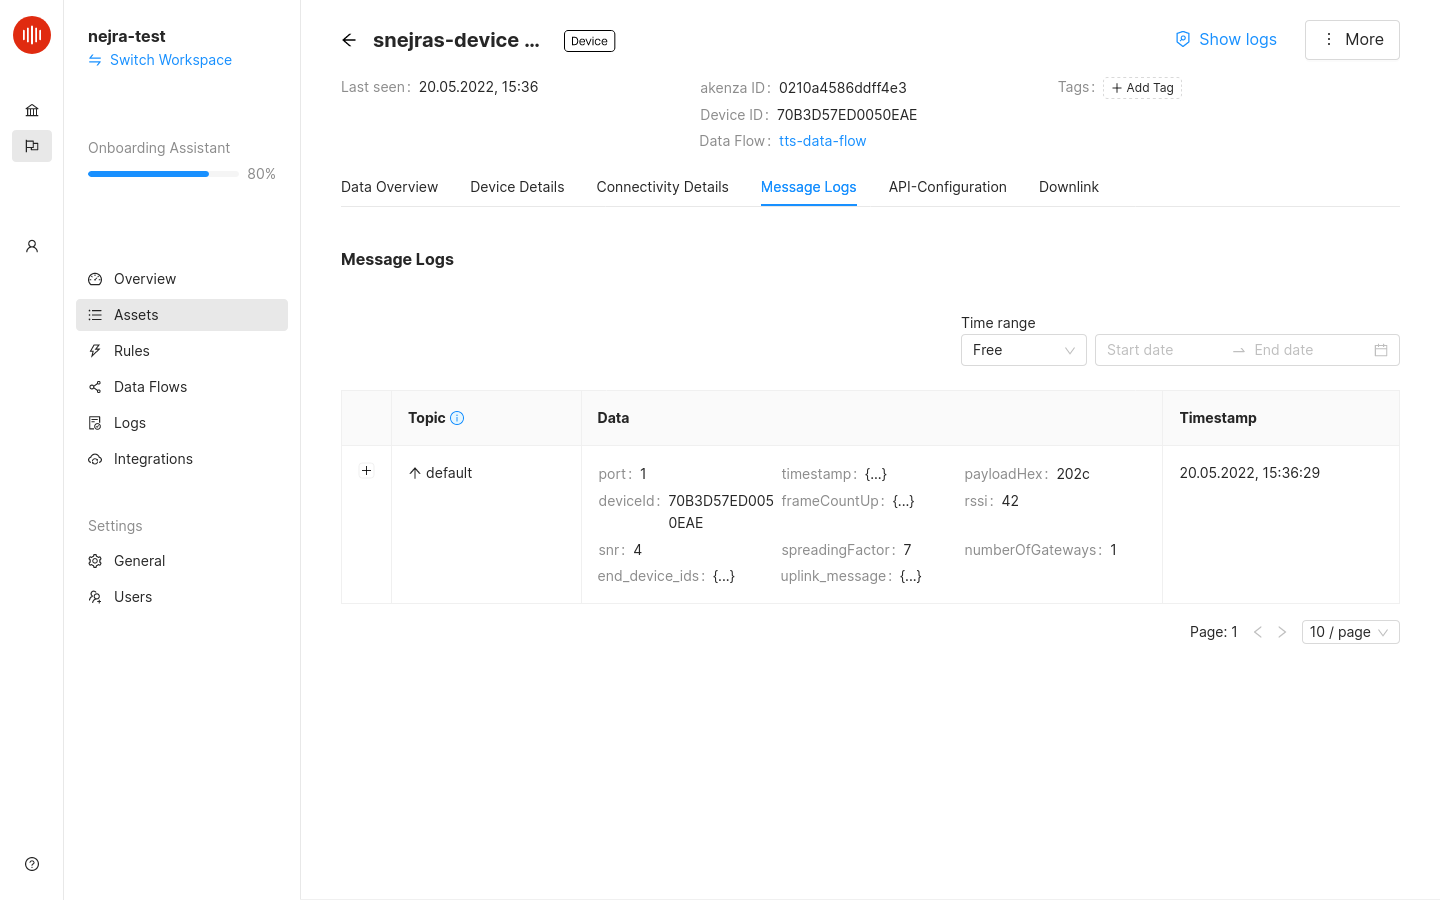 nejra-test
Switch Workspace
Onboarding Assistant
80%
Overview
Assets
Rules
Data Flows
Logs
Integrations
Settings
General
Users
snejras-device ...
Device
Show logs
More
Last seen: 20.05.2022, 15:36
akenza ID: 0210a4586ddff4e3
Device ID: 70B3D57ED0050EAE
Data Flow: tts-data-flow
Tags: + Add Tag
Data Overview Device Details Connectivity Details Message Logs API-Configuration Downlink
Message Logs
Time range
Free Start date End date
Topic Data Timestamp
default
port: 1 timestamp: {...} payloadHex: 202c
20.05.2022, 15:36:29
deviceId: 70B3D57ED005 frameCountUp: {...} rssi: 42
0EAE
snr: 4 spreadingFactor: 7 numberOfGateways: 1
end_device_ids: {...} uplink_message: {...}
Page: 1 10 / page